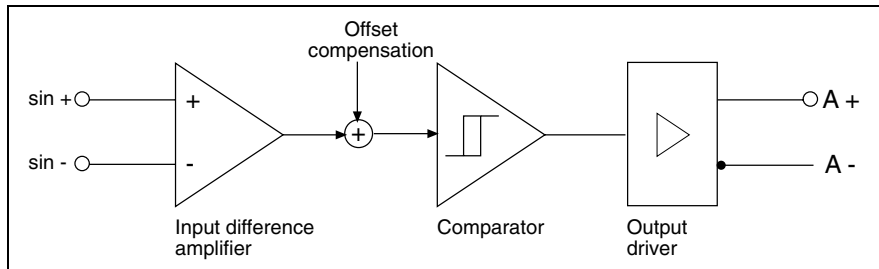 Offset
compensation
sin +
+
A +
+
sin -
-
A -
Input difference
amplifier
Comparator
Output
driver